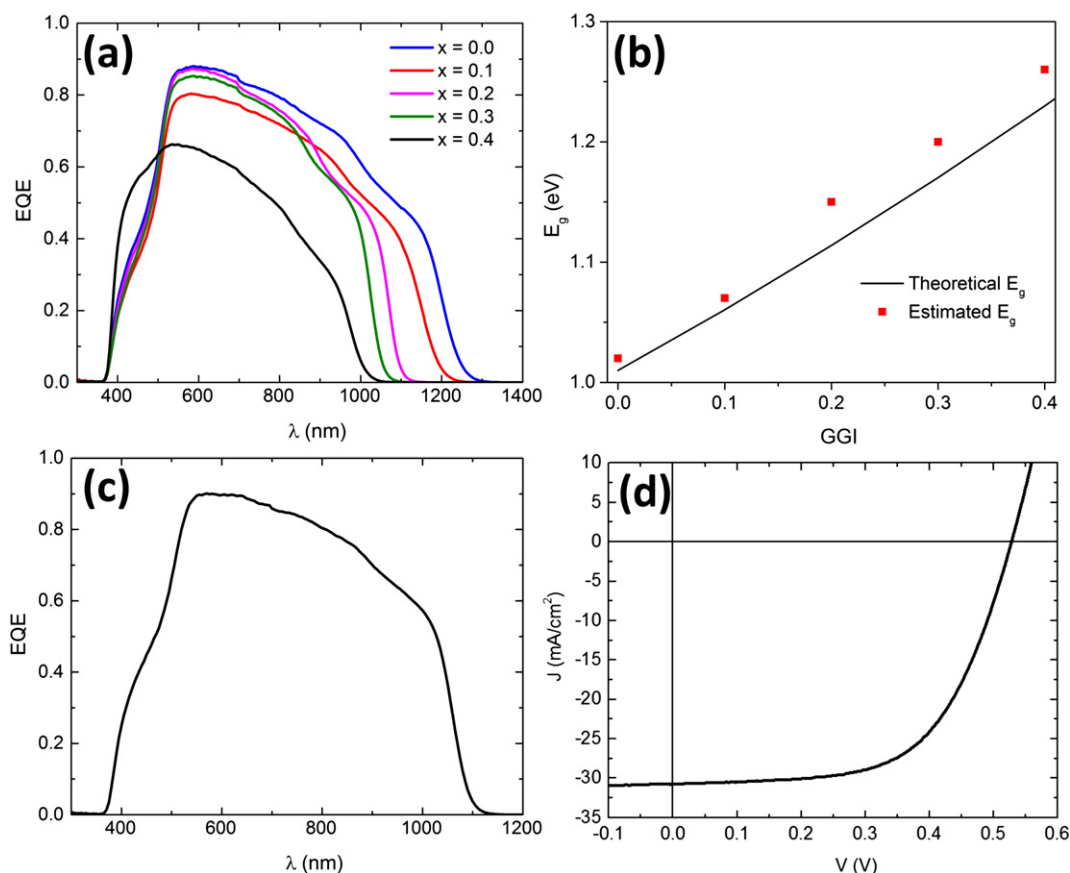 (a)
x = 0.0
x = 0.1
x = 0.2
x = 0.3
x = 0.4
1.0
0.8
0.6
0.4
0.2
0.0
EQE
400 600 800 1000 1200 1400
λ (nm)
(b)
1.3
1.2
1.1
1.0
E_g (eV)
Theoretical E_g
Estimated E_g
0.0 0.1 0.2 0.3 0.4
GGI
(c)
1.0
0.8
0.6
0.4
0.2
0.0
EQE
400 600 800 1000 1200
λ (nm)
(d)
10
5
0
-5
-10
-15
-20
-25
-30
-35
J (mA/cm²)
-0.1 0.0 0.1 0.2 0.3 0.4 0.5 0.6
V (V)